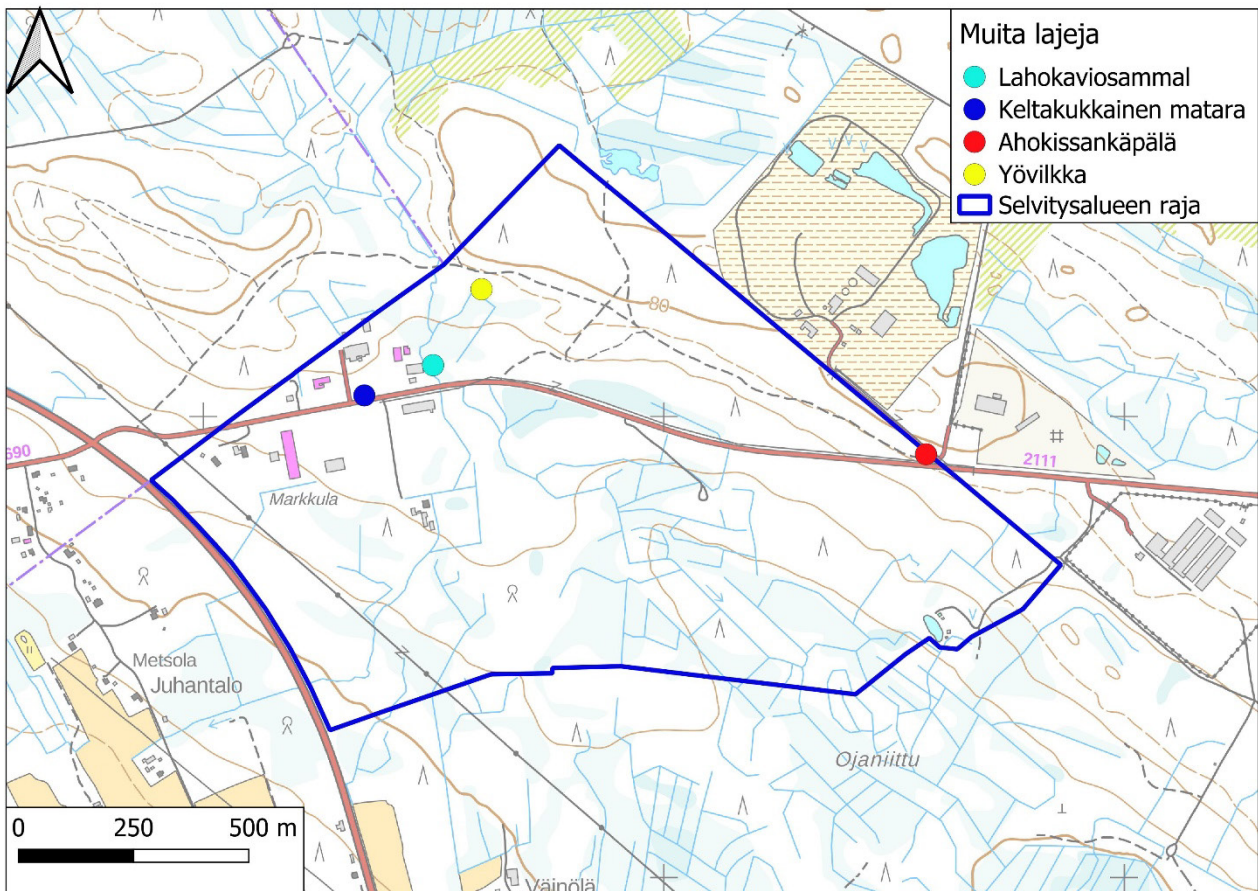 Muita lajeja
Lahokaviosammal
Keltakukkainen matara
Ahokissankäpälä
Yövilkka
Selvitysalueen raja
80
690
2111
Markkula
Metsola
Juhantalo
Ojaniittu
Väinölä
0 250 500 m